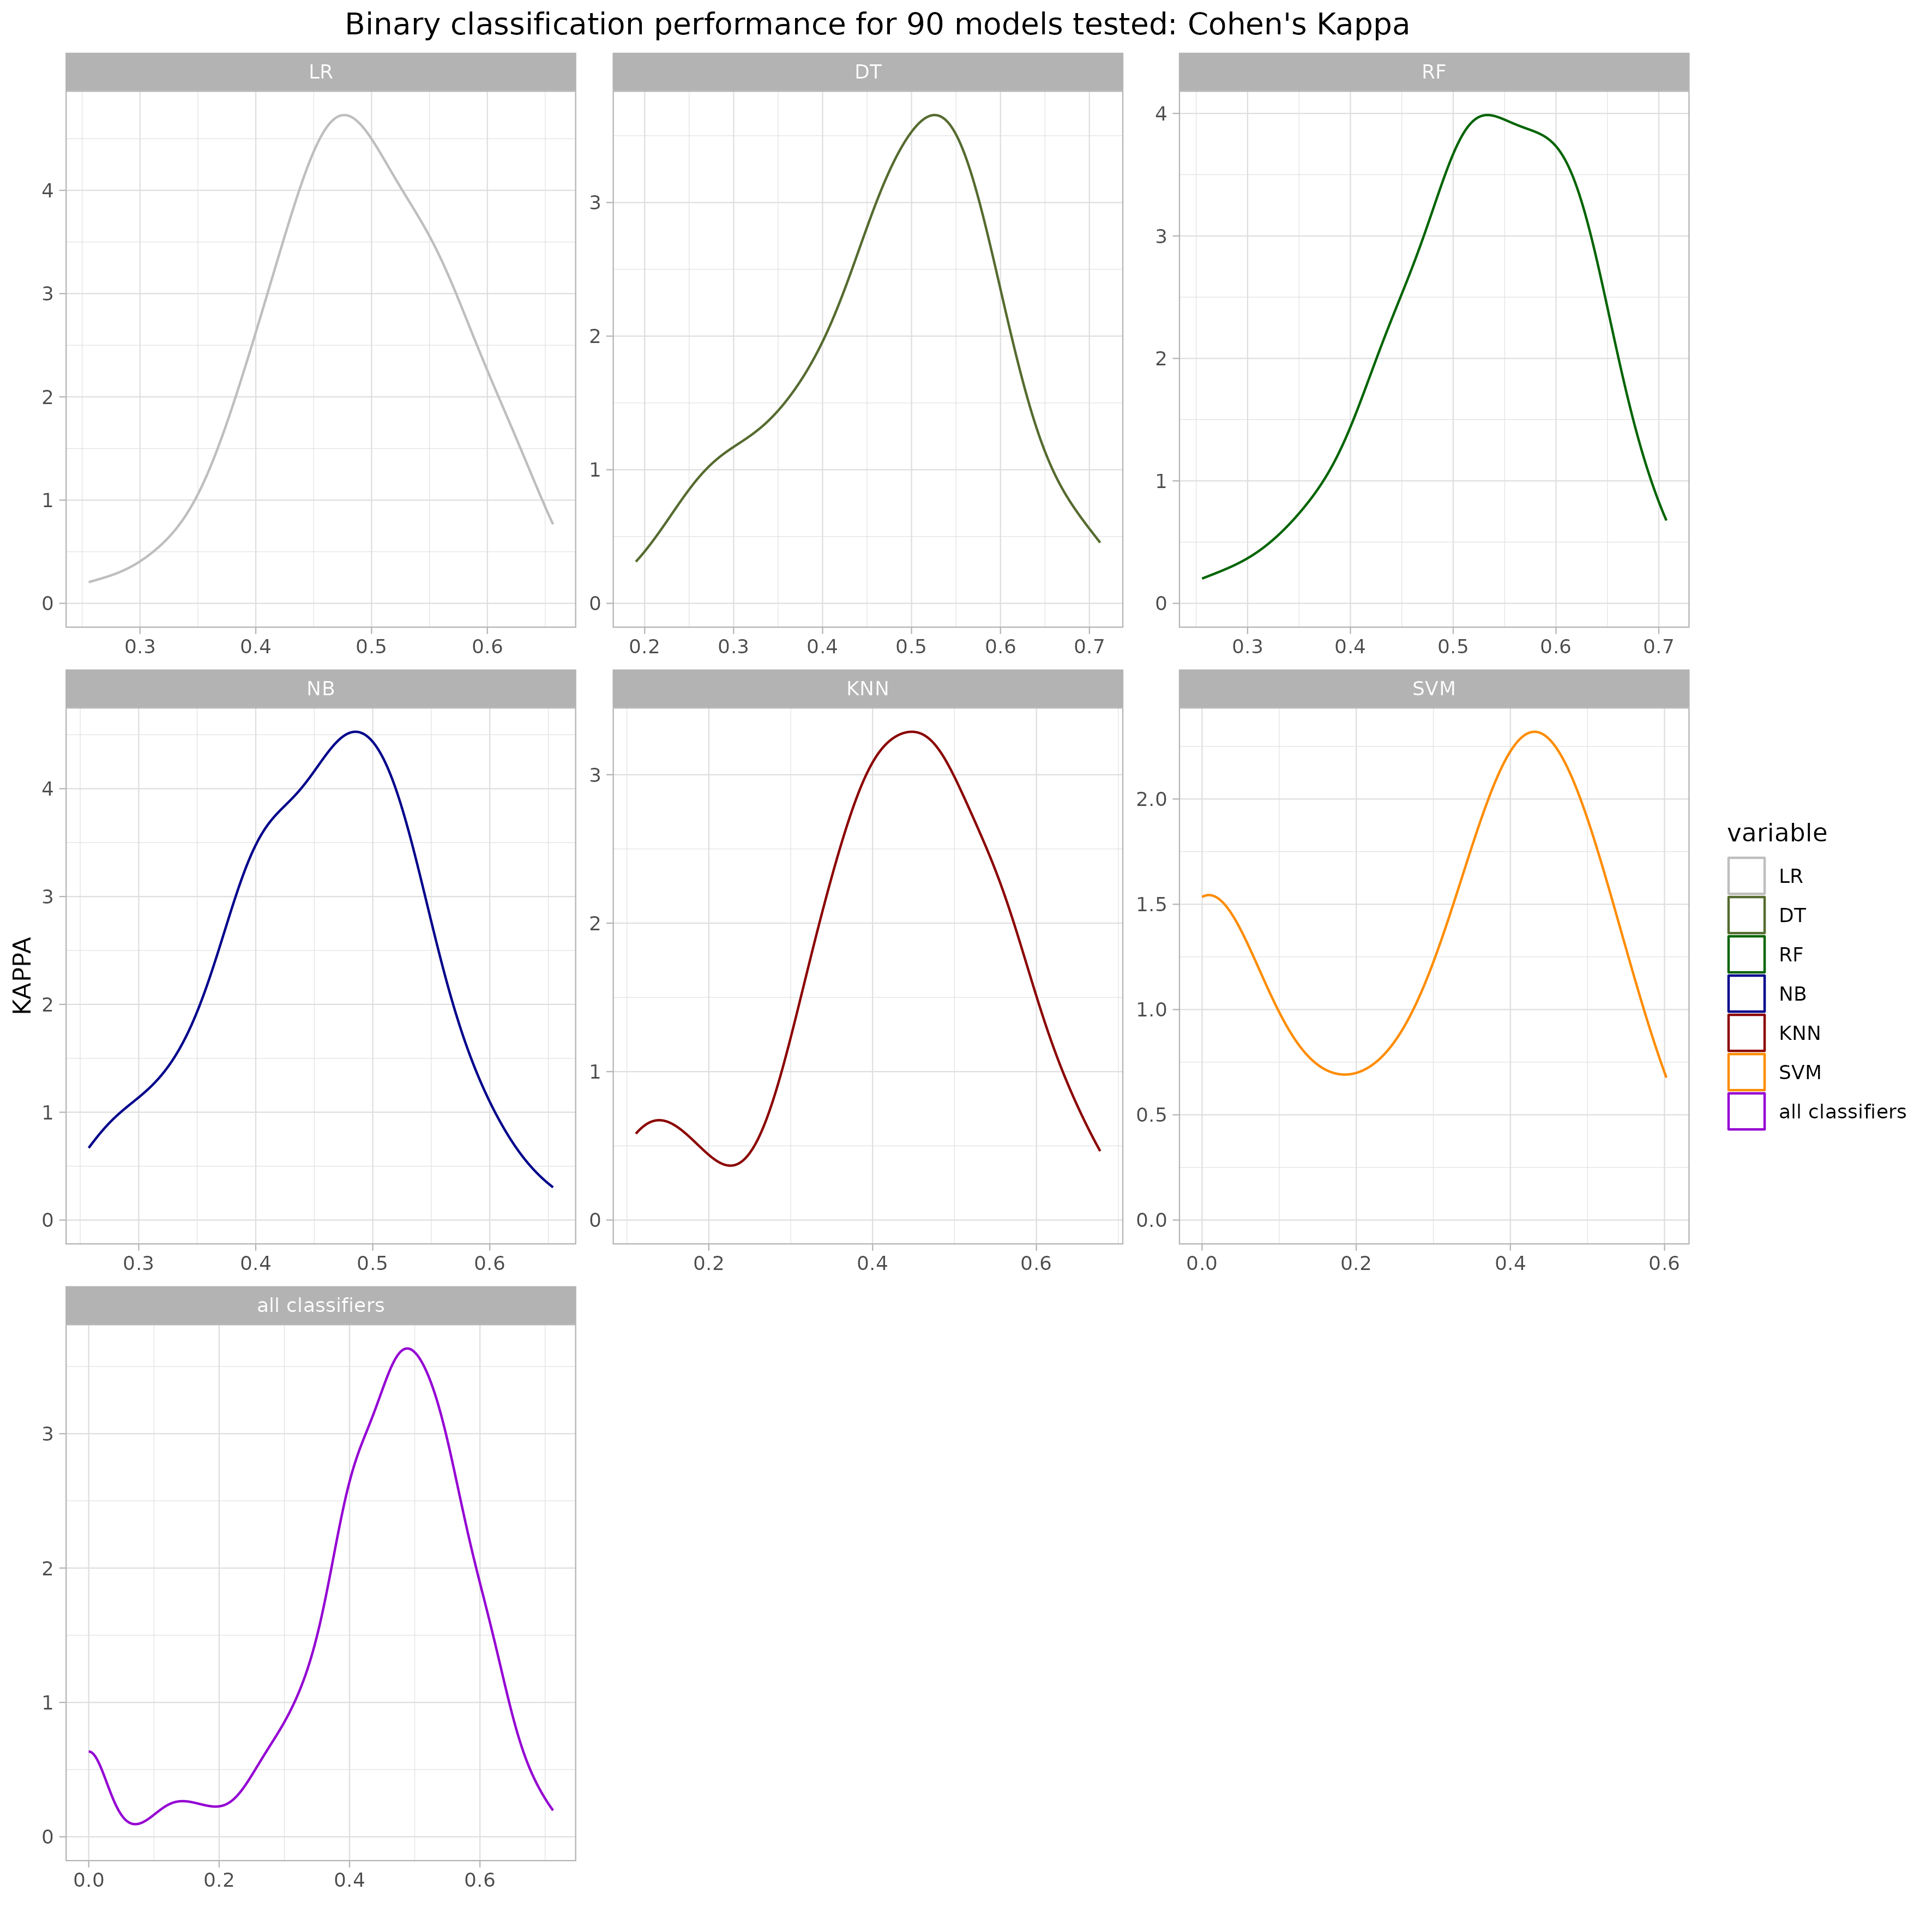 Binary classification performance for 90 models tested: Cohen's Kappa
LR
DT
RF
4
3
2
1
0
3
2
1
0
4
3
2
1
0
0.3 0.4 0.5 0.6
0.2 0.3 0.4 0.5 0.6 0.7
0.3 0.4 0.5 0.6 0.7
NB
KNN
SVM
4
3
2
1
0
3
2
1
0
2.0
1.5
1.0
0.5
0.0
0.3 0.4 0.5 0.6
0.2 0.4 0.6
0.0 0.2 0.4 0.6
all classifiers
3
2
1
0
0.0 0.2 0.4 0.6
KAPPA
variable
LR
DT
RF
NB
KNN
SVM
all classifiers